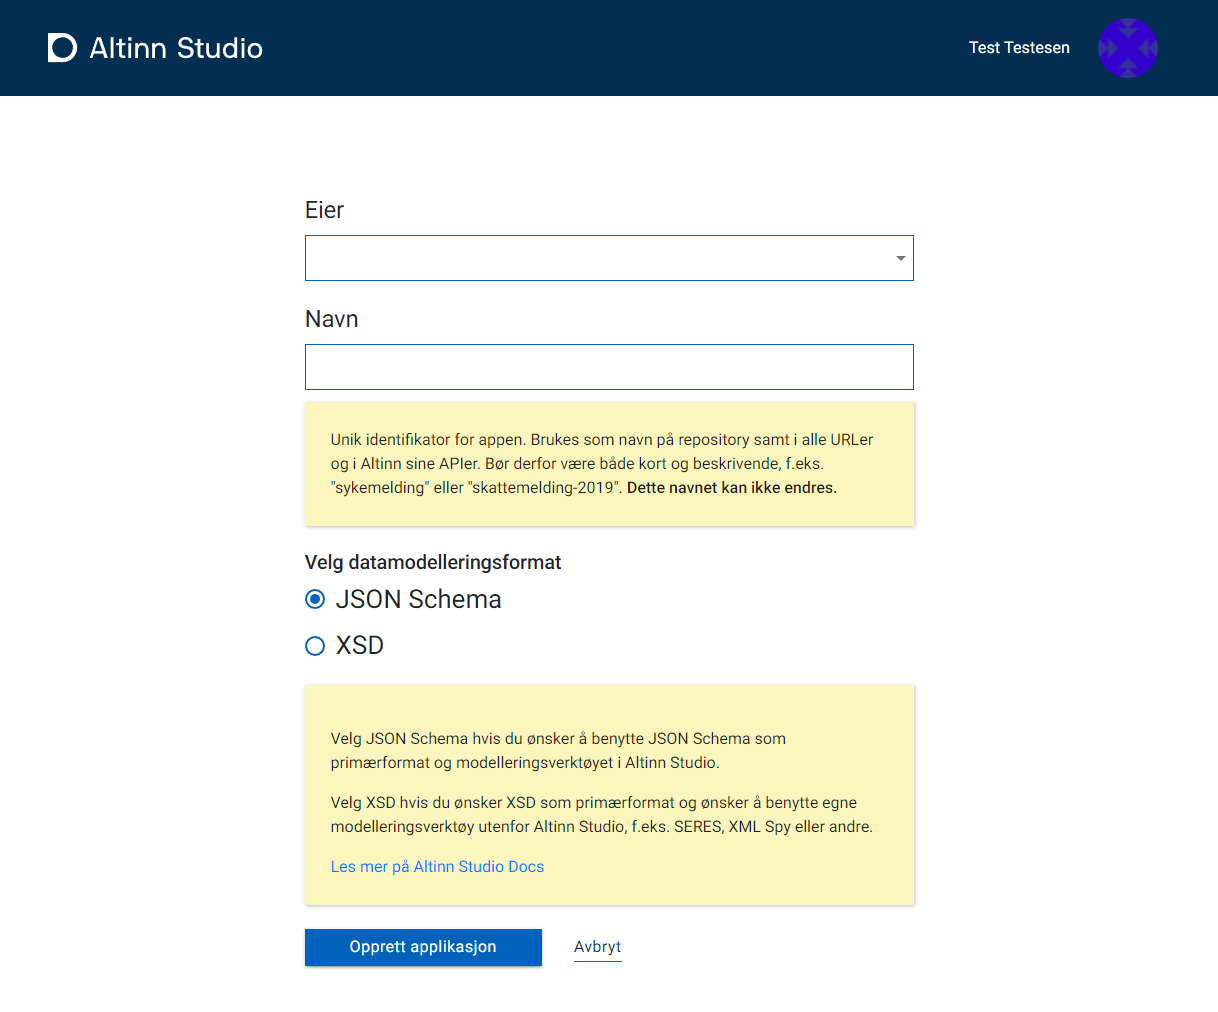 Altinn Studio
Test Testesen
Eier
Navn
Unik identifikator for appen. Brukes som navn på repository samt i alle URLer
og i Altinn sine APIer. Bør derfor være både kort og beskrivende, f.eks.
"sykemelding" eller "skattemelding-2019". Dette navnet kan ikke endres.
Velg datamodelleringsformat
JSON Schema
XSD
Velg JSON Schema hvis du ønsker å benytte JSON Schema som
primærformat og modelleringsverktøyet i Altinn Studio.
Velg XSD hvis du ønsker XSD som primærformat og ønsker å benytte egne
modelleringsverktøy utenfor Altinn Studio, f.eks. SERES, XML Spy eller andre.
Les mer på Altinn Studio Docs
Opprett applikasjon
Avbryt